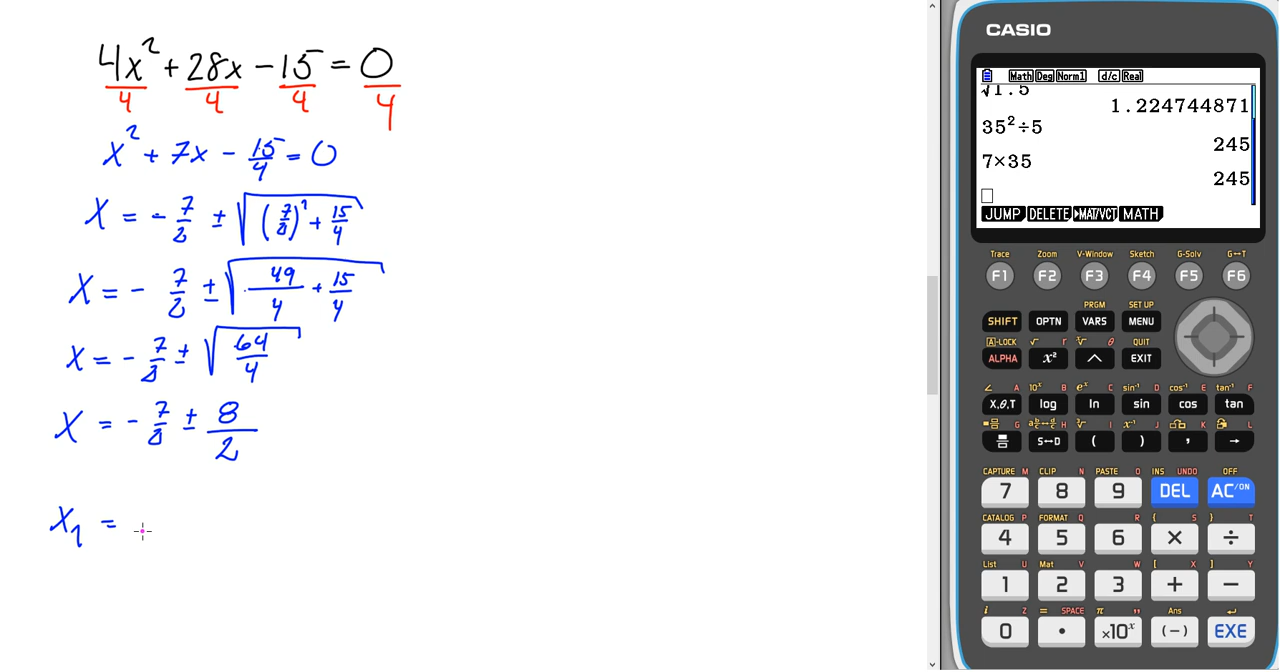 4x² + 28x − 15 = 0
4 4 4 4
x² + 7x − 15/4 = 0
x = − 7/2 ± √((7/2)² + 15/4)
x = − 7/2 ± √(49/4 + 15/4)
x = − 7/2 ± √(64/4)
x = − 7/2 ± 8/2
x₁ =
CASIO
Math Deg Norm1 d/c Real
√1.5
1.224744871
35²÷5
245
7×35
245
JUMP DELETE ▶MAT/VCT MATH
Trace Zoom V-Window Sketch G-Solv G↔T
F1 F2 F3 F4 F5 F6
PRGM SET UP
SHIFT OPTN VARS MENU
A-LOCK √ r ∛ θ QUIT
ALPHA x² ^ EXIT
∠ A 10ˣ B eˣ C sin⁻¹ D cos⁻¹ E tan⁻¹ F
X,θ,T log ln sin cos tan
G H ∛ I x⁻¹ J K L
S↔D ( ) , →
CAPTURE M CLIP N PASTE O INS UNDO OFF
7 8 9 DEL AC/ON
CATALOG P FORMAT Q R { S } T
4 5 6 × ÷
List U Mat V W [ X ] Y
1 2 3 + −
i Z = SPACE π " Ans
0 • ×10ˣ (−) EXE